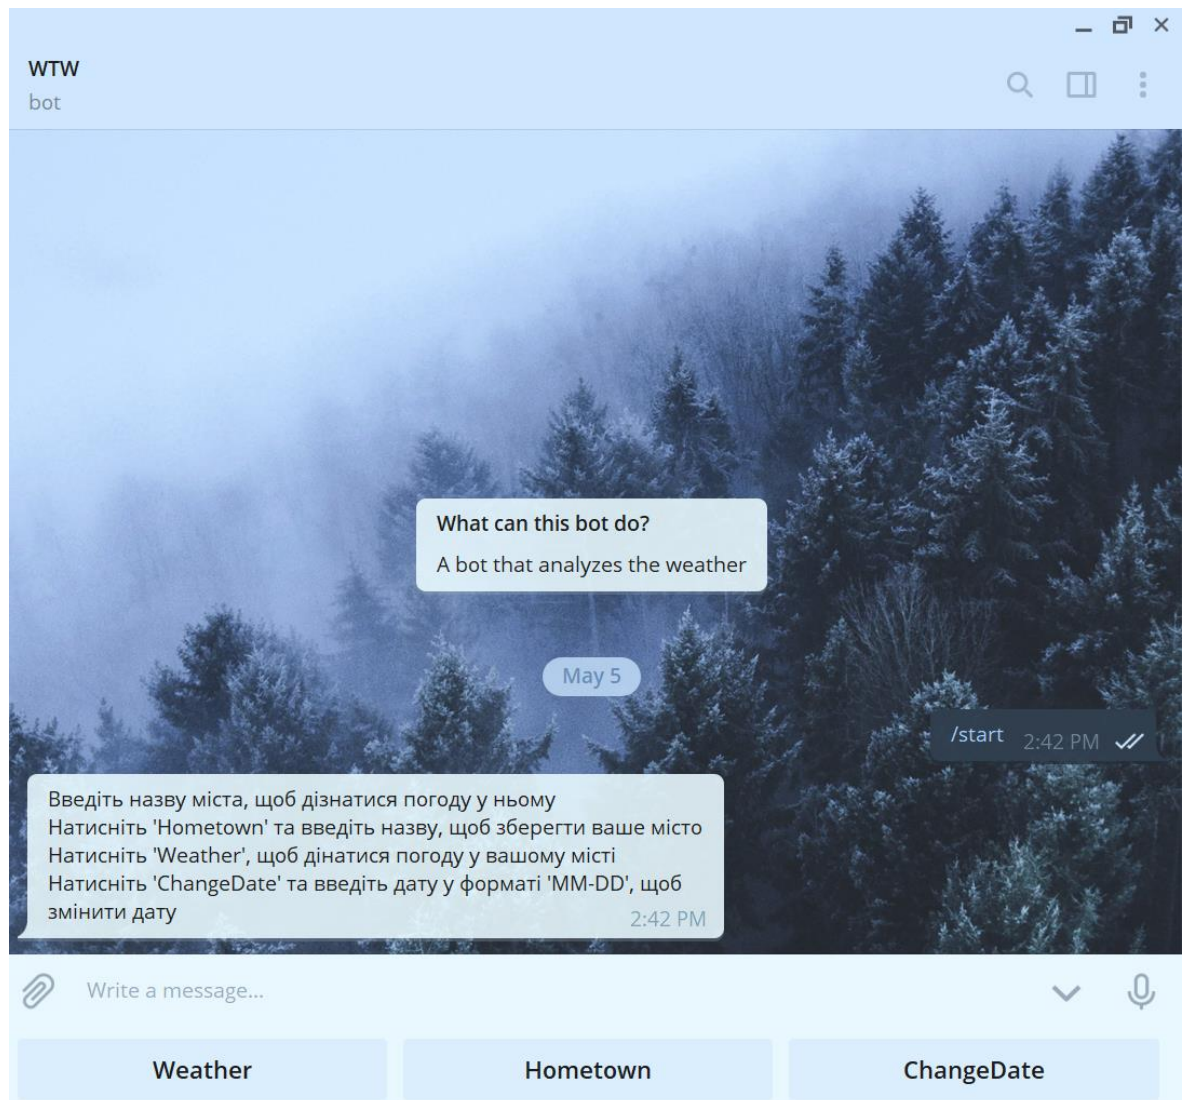 WTW
bot
What can this bot do?
A bot that analyzes the weather
May 5
/start 2:42 PM
Введіть назву міста, щоб дізнатися погоду у ньому
Натисніть 'Hometown' та введіть назву, щоб зберегти ваше місто
Натисніть 'Weather', щоб дінатися погоду у вашому місті
Натисніть 'ChangeDate' та введіть дату у форматі 'MM-DD', щоб
змінити дату
2:42 PM
Write a message...
Weather Hometown ChangeDate